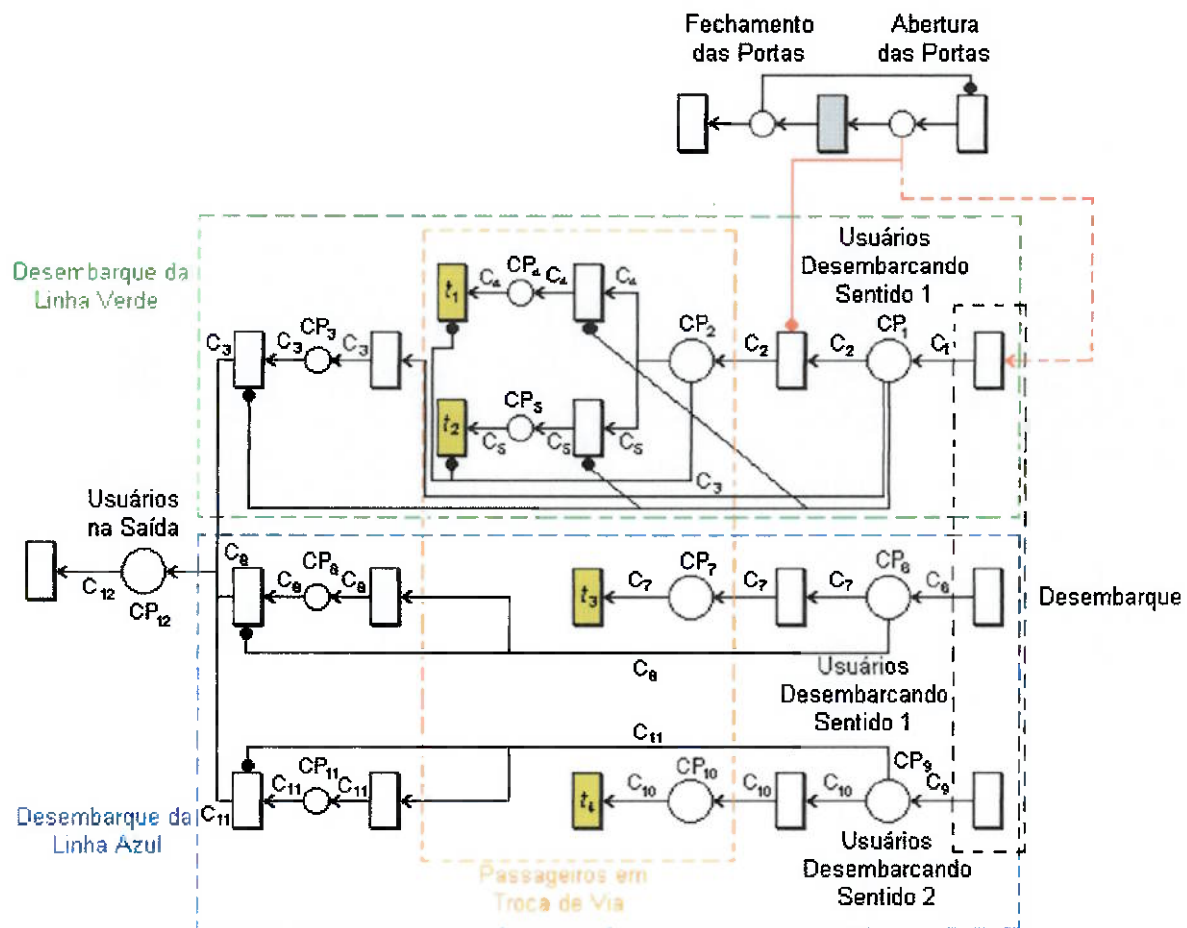 Fechamento
das Portas
Abertura
das Portas
Desembarque da
Linha Verde
Usuários
Desembarcando
Sentido 1
t₁
C₄
CP₄
C₄
C₄
CP₂
C₂
C₂
CP₁
C₁
C₃
C₃
CP₃
C₃
t₂
C₅
CP₅
C₅
C₅
C₃
Usuários
na Saída
C₁₂
CP₁₂
C₈
C₈
CP₈
C₈
t₃
C₇
CP₇
C₇
C₇
CP₆
C₆
Desembarque
C₈
Usuários
Desembarcando
Sentido 1
C₁₁
C₁₁
C₁₁
CP₁₁
C₁₁
t₄
C₁₀
CP₁₀
C₁₀
C₁₀
CP₉
C₉
Desembarque da
Linha Azul
Usuários
Desembarcando
Sentido 2
Passageiros em
Troca de Via